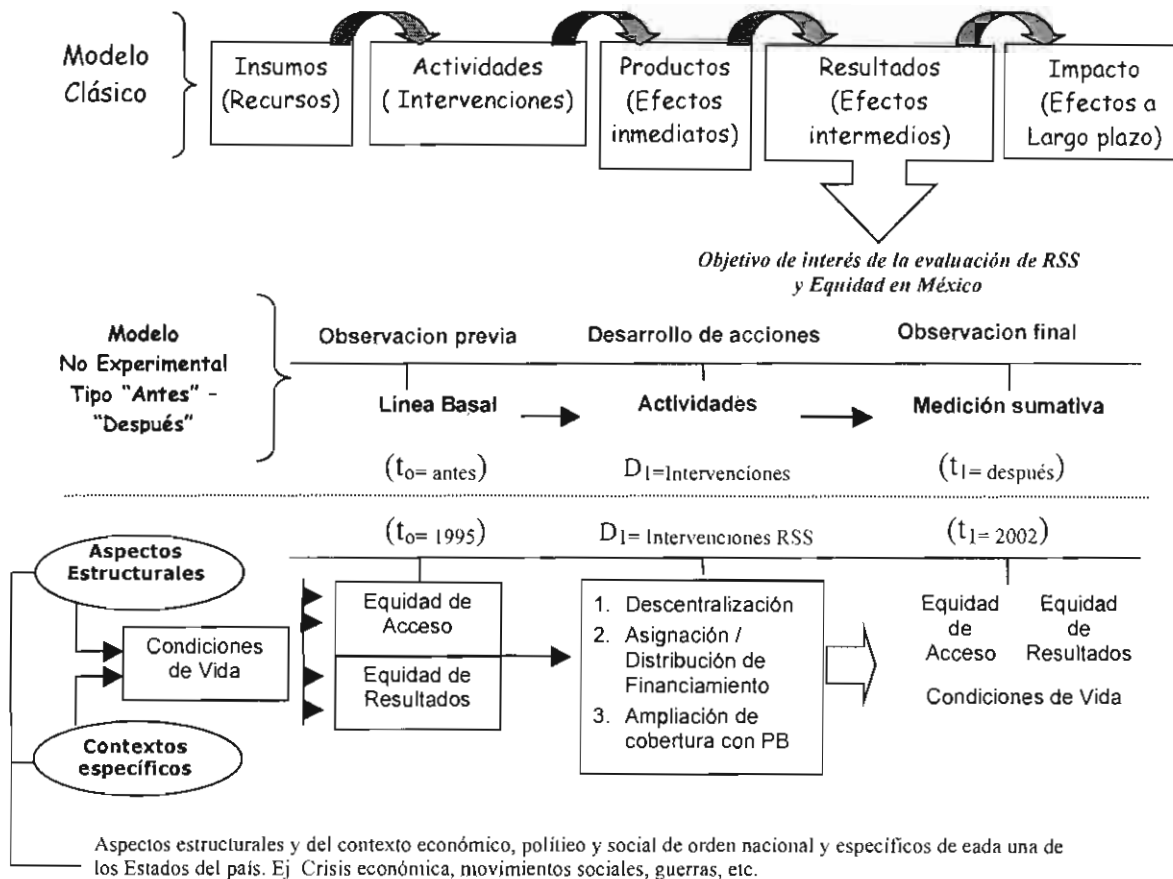 Modelo
Clásico
Insumos
(Recursos)
Actividades
( Intervenciones)
Productos
(Efectos
inmediatos)
Resultados
(Efectos
intermedios)
Impacto
(Efectos a
Largo plazo)
Objetivo de interés de la evaluación de RSS
y Equidad en México
Modelo
No Experimental
Tipo "Antes" -
"Después"
Observacion previa
Desarrollo de acciones
Observacion final
Línea Basal
Actividades
Medición sumativa
(to= antes)
D1=Intervenciones
(t1= después)
(to= 1995)
D1= Intervenciones RSS
(t1= 2002)
Aspectos
Estructurales
Condiciones
de Vida
Contextos
específicos
Equidad de
Acceso
Equidad de
Resultados
1. Descentralización
2. Asignación /
Distribución de
Financiamiento
3. Ampliación de
cobertura con PB
Equidad
de
Acceso
Equidad
de
Resultados
Condiciones de Vida
Aspectos estructurales y del contexto económico, político y social de orden nacional y específicos de cada una de
los Estados del país. Ej Crisis económica, movimientos sociales, guerras, etc.